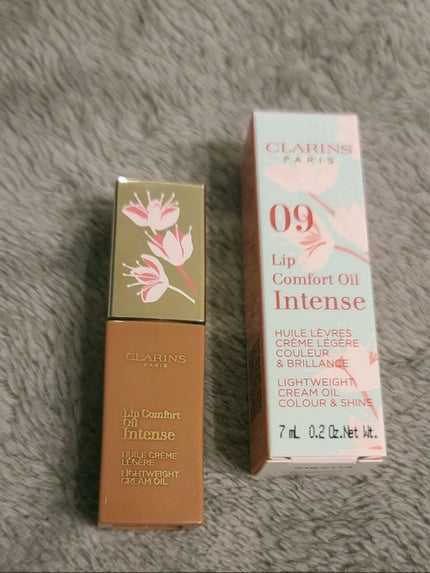 CLARINS
PARIS
Lip Comfort
Oil
Intense
HUILE CRÈME
LÉGÈRE
LIGHTWEIGHT
CREAM OIL
CLARINS
PARIS
09
Lip
Comfort Oil
Intense
HUILE LÈVRES
CRÈME LÉGÈRE
COULEUR
& BRILLANCE
LIGHTWEIGHT
CREAM OIL
COLOUR & SHINE
7 mL 0.2 Oz.Net Wt.